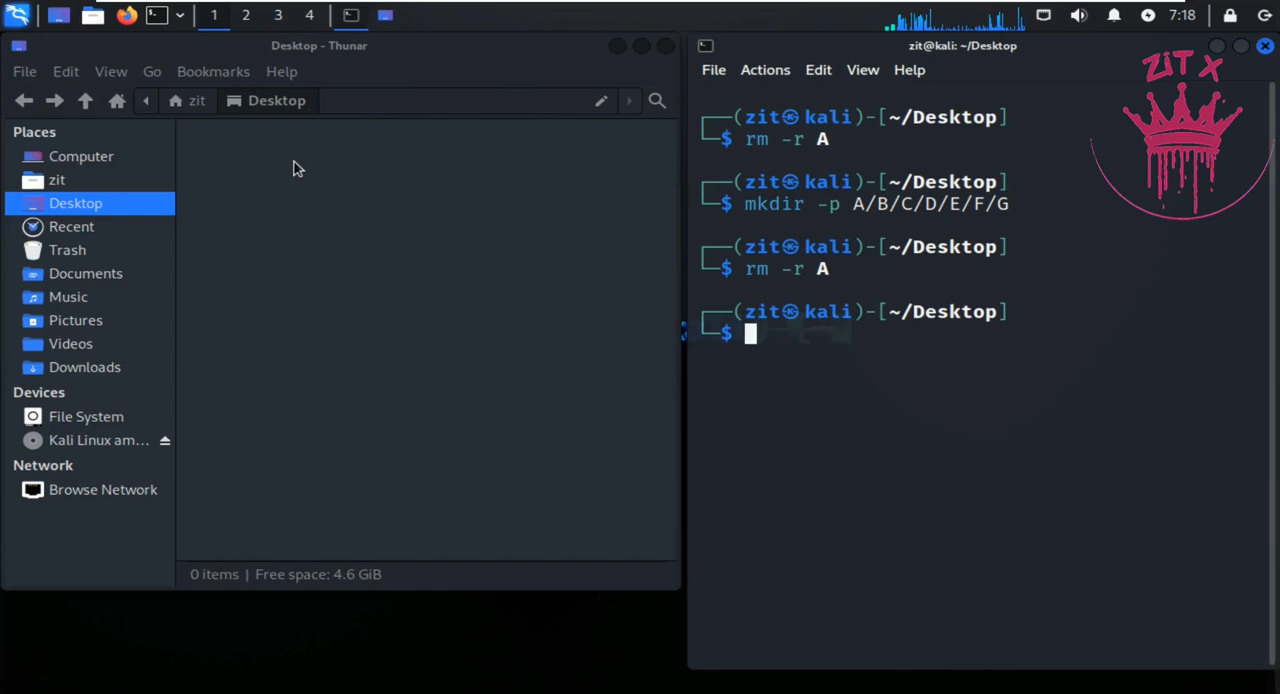 1 2 3 4
7:18
Desktop - Thunar
File Edit View Go Bookmarks Help
zit Desktop
Places
Computer
zit
Desktop
Recent
Trash
Documents
Music
Pictures
Videos
Downloads
Devices
File System
Kali Linux am...
Network
Browse Network
0 items | Free space: 4.6 GiB
zit@kali: ~/Desktop
File Actions Edit View Help
ZiT X
┌──(zit㉿kali)-[~/Desktop]
└─$ rm -r A
┌──(zit㉿kali)-[~/Desktop]
└─$ mkdir -p A/B/C/D/E/F/G
┌──(zit㉿kali)-[~/Desktop]
└─$ rm -r A
┌──(zit㉿kali)-[~/Desktop]
└─$